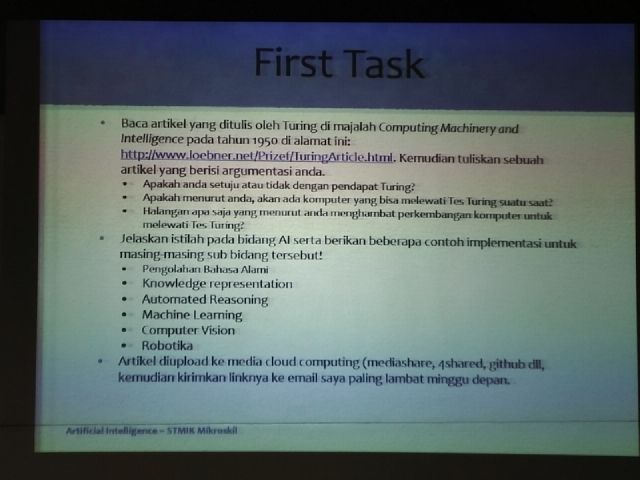 First Task
Baca artikel yang ditulis oleh Turing di majalah Computing Machinery and
Intelligence pada tahun 1950 di alamat ini:
http://www.loebner.net/Prizef/TuringArticle.html. Kemudian tuliskan sebuah
artikel yang berisi argumentasi anda.
Apakah anda setuju atau tidak dengan pendapat Turing?
Apakah menurut anda, akan ada komputer yang bisa melewati Tes Turing suatu saat?
Halangan apa saja yang menurut anda menghambat perkembangan komputer untuk
melewati Tes Turing?
Jelaskan istilah pada bidang AI serta berikan beberapa contoh implementasi untuk
masing-masing sub bidang tersebut!
Pengolahan Bahasa Alami
Knowledge representation
Automated Reasoning
Machine Learning
Computer Vision
Robotika
Artikel diupload ke media cloud computing (mediashare, 4shared, github dll,
kemudian kirimkan linknya ke email saya paling lambat minggu depan.
Artificial Intelligence – STMIK Mikroskil